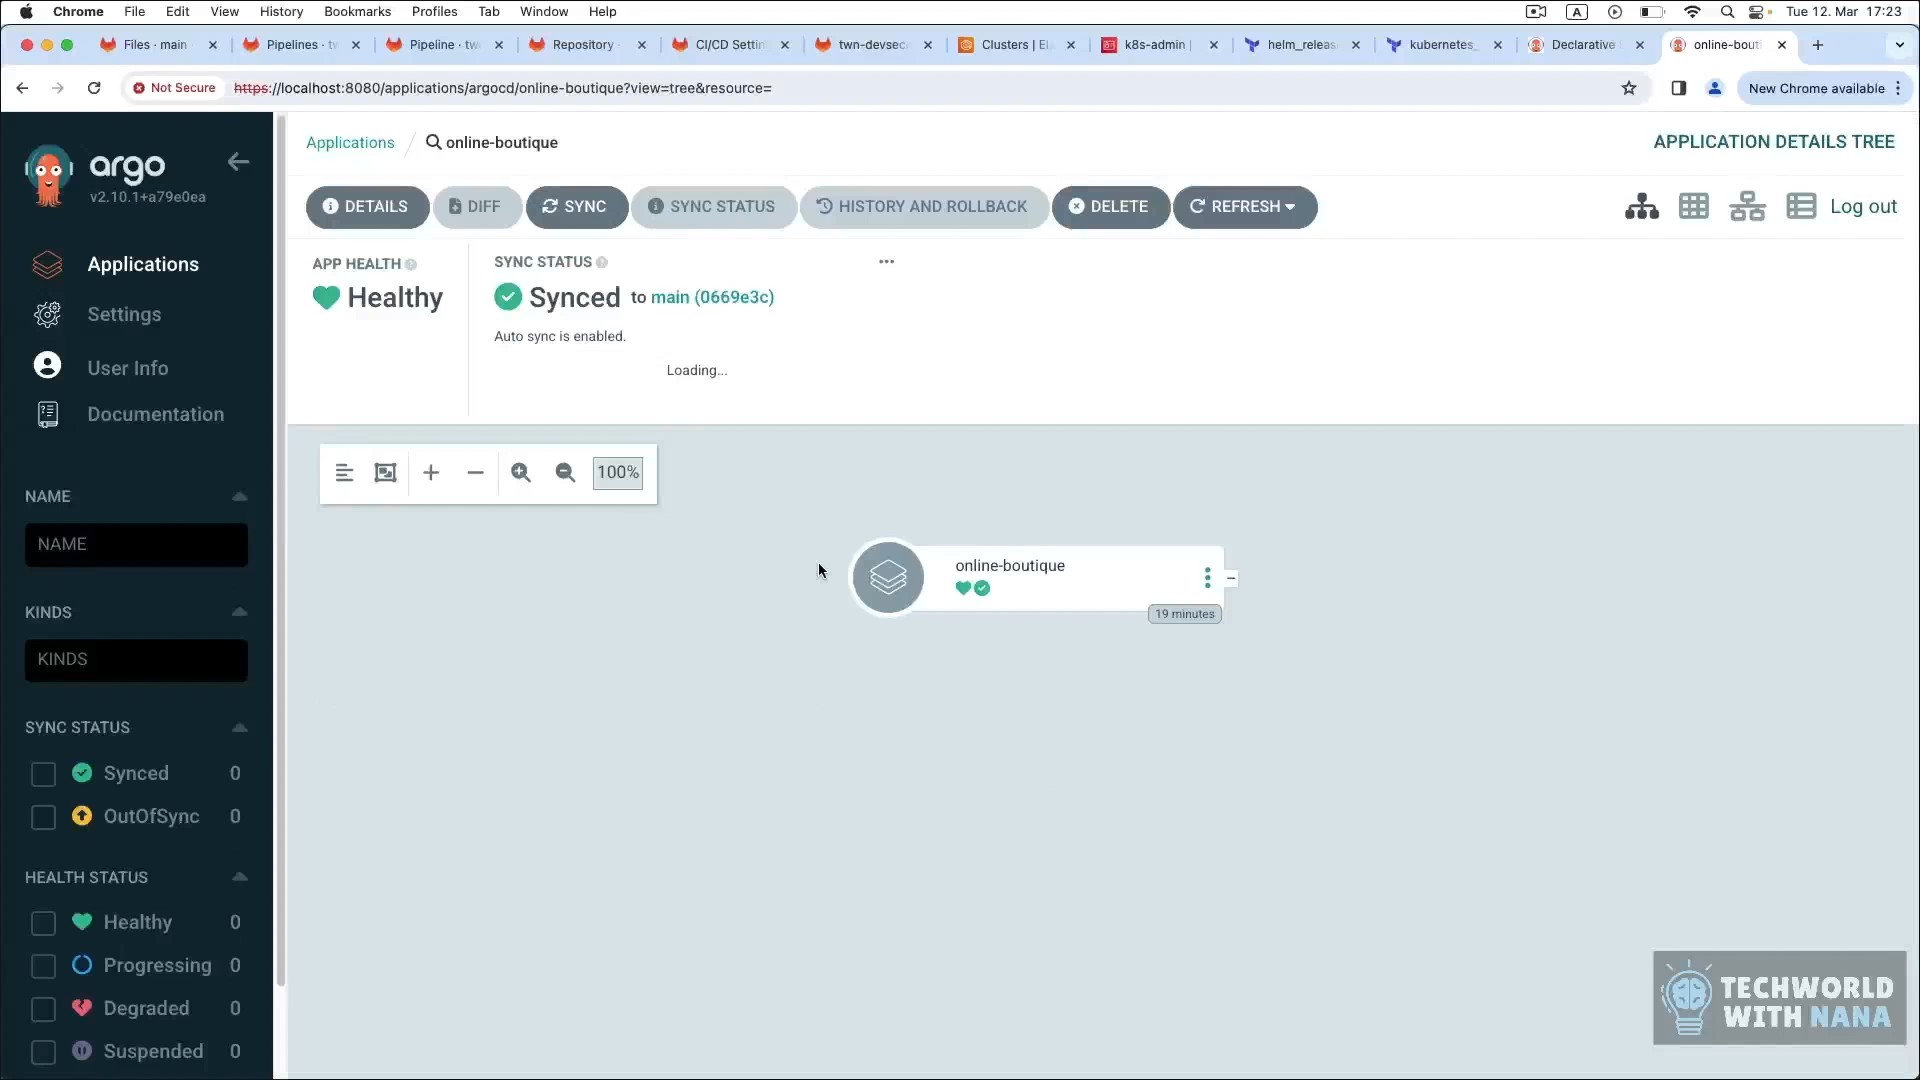 Chrome File Edit View History Bookmarks Profiles Tab Window Help
A
Tue 12. Mar 17:23
Files · main
Pipelines · tw
Pipeline · tw
Repository ·
CI/CD Settin
twn-devsec
Clusters | El
k8s-admin |
helm_releas
kubernetes_
Declarative
online-bouti
Not Secure
https://localhost:8080/applications/argocd/online-boutique?view=tree&resource=
New Chrome available
argo
v2.10.1+a79e0ea
Applications
Settings
User Info
Documentation
NAME
NAME
KINDS
KINDS
SYNC STATUS
Synced 0
OutOfSync 0
HEALTH STATUS
Healthy 0
Progressing 0
Degraded 0
Suspended 0
Applications / online-boutique
APPLICATION DETAILS TREE
DETAILS
DIFF
SYNC
SYNC STATUS
HISTORY AND ROLLBACK
DELETE
REFRESH
Log out
APP HEALTH
Healthy
SYNC STATUS
Synced to main (0669e3c)
Auto sync is enabled.
Loading...
100%
online-boutique
19 minutes
TECHWORLD
WITH NANA